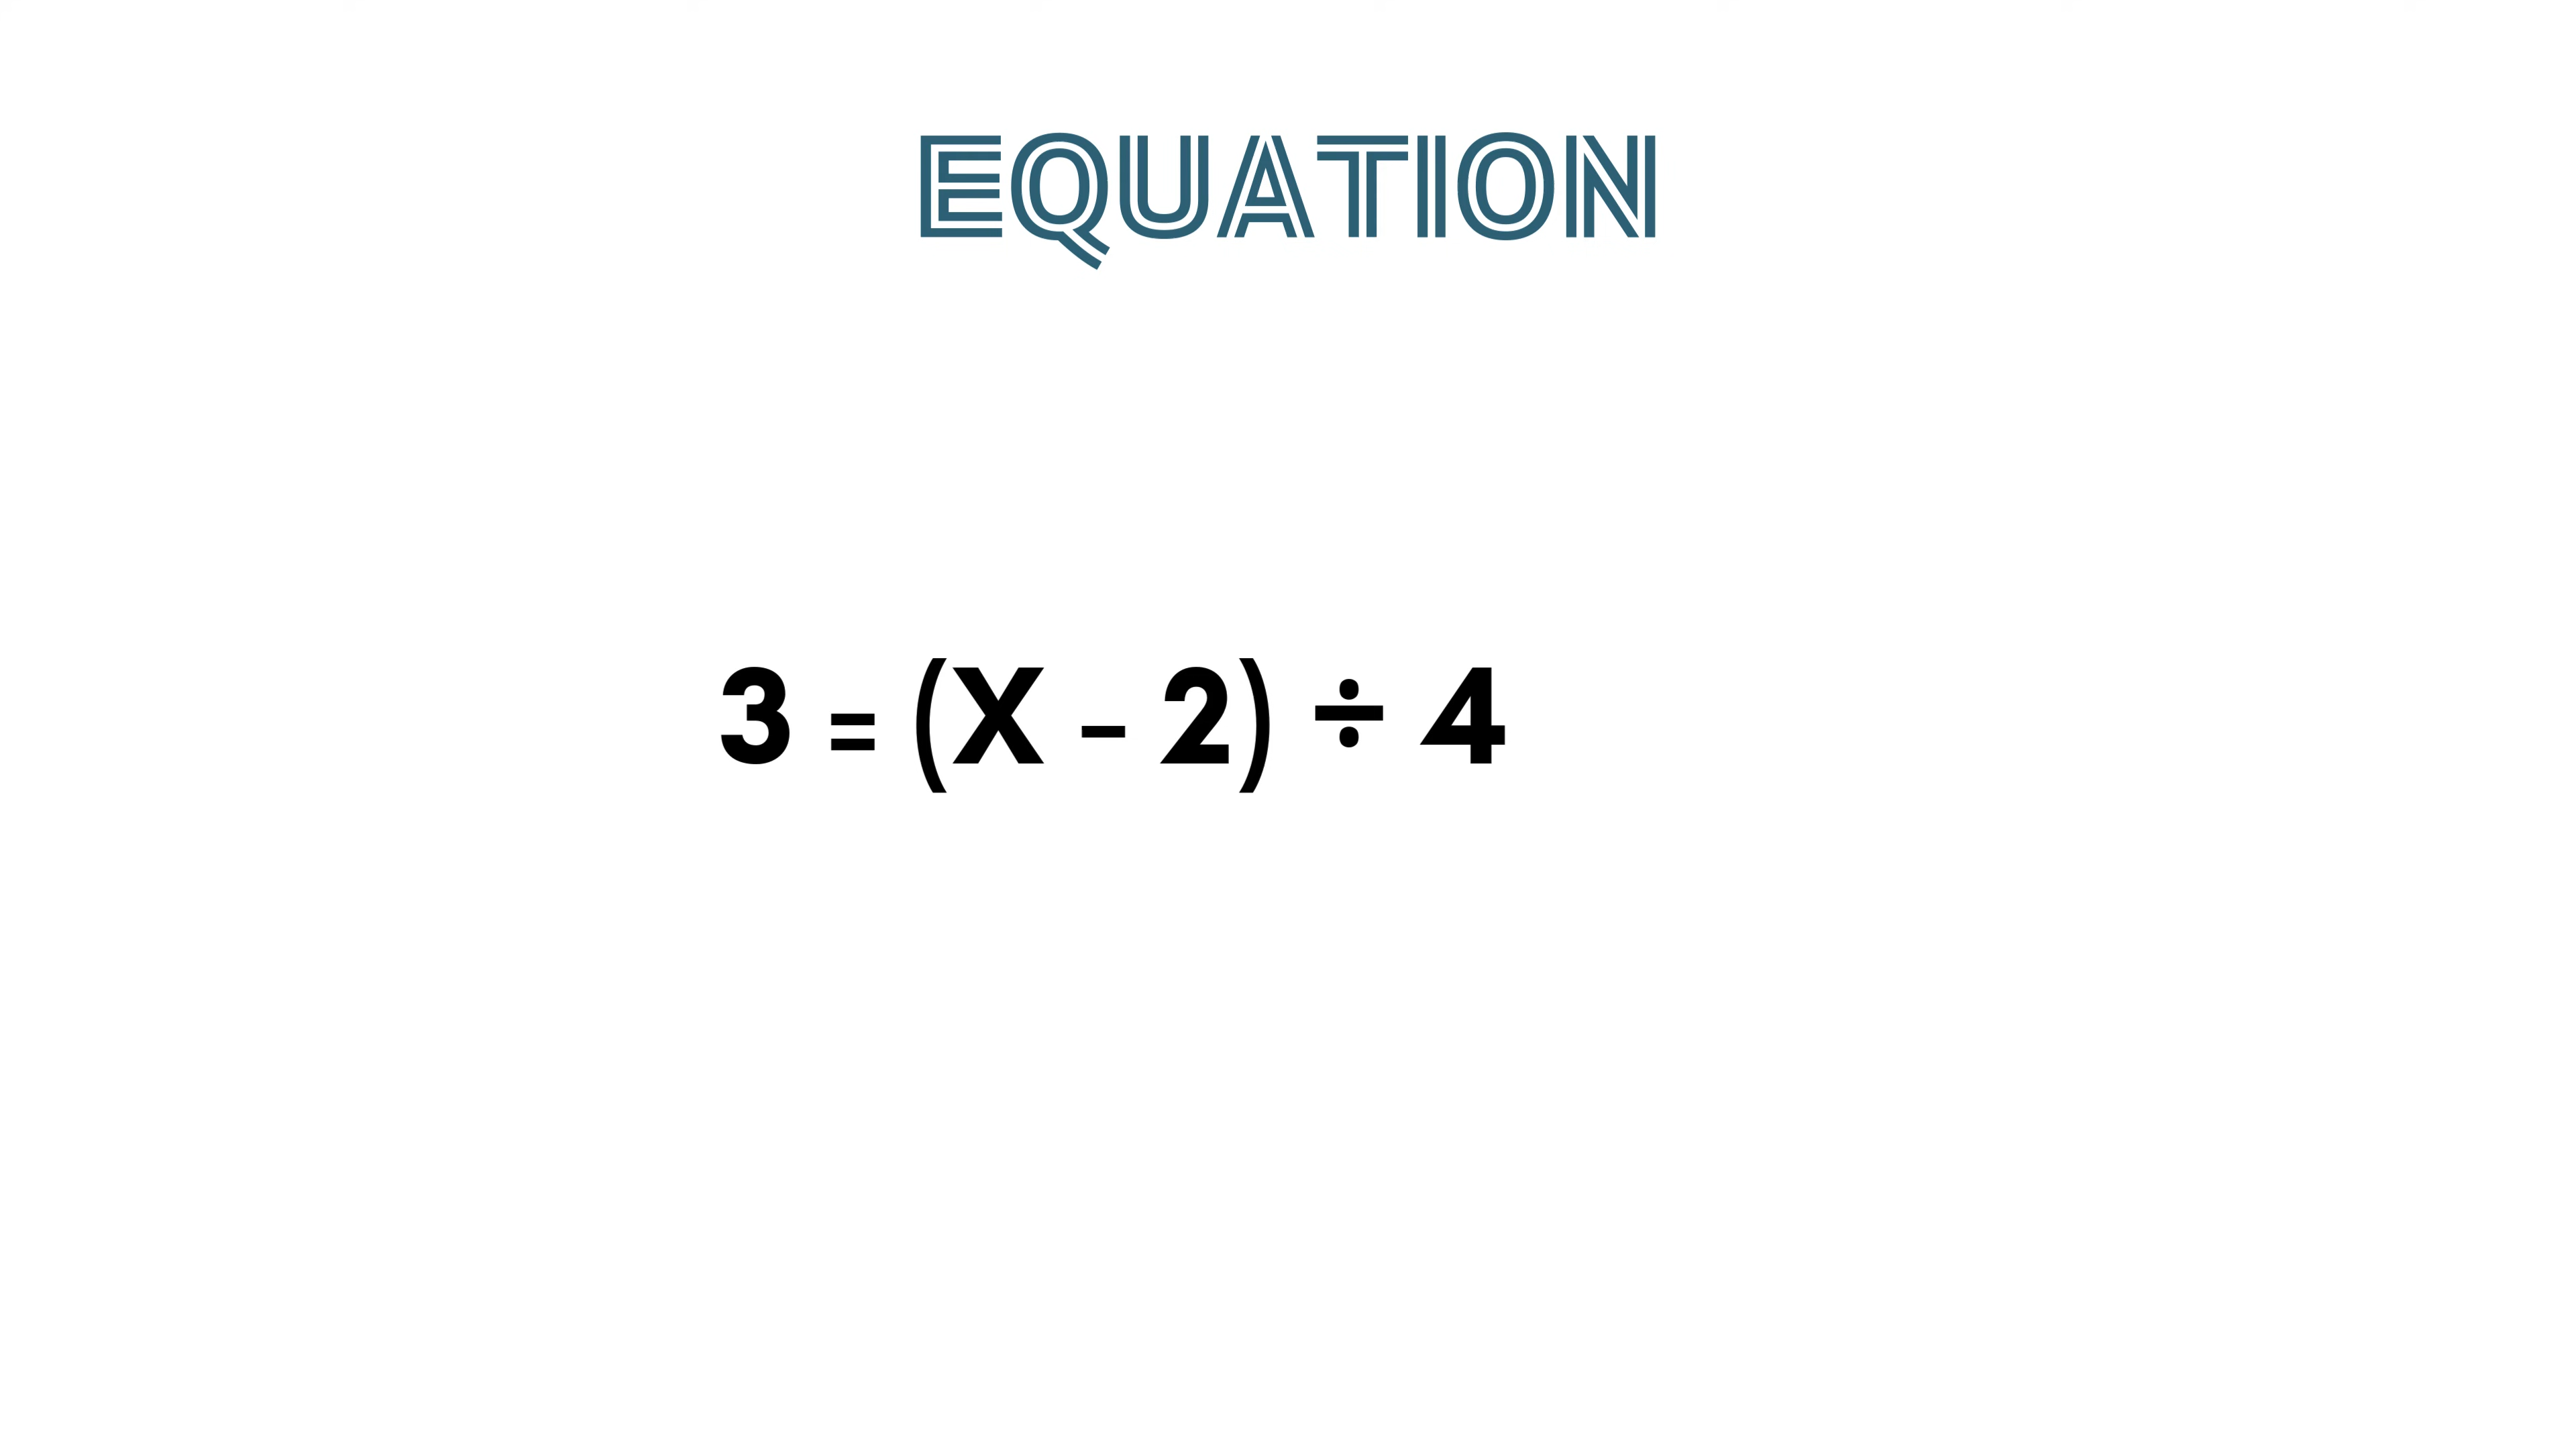 EQUATION
3 = (X - 2) ÷ 4